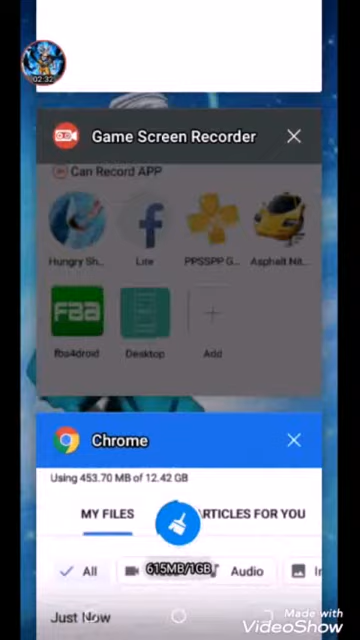 02:32
Game Screen Recorder
Can Record APP
Hungry Sh...
Lite
PPSSPP G...
Asphalt Nit...
fba
fba4droid
Desktop
Add
Chrome
Using 453.70 MB of 12.42 GB
MY FILES
ARTICLES FOR YOU
All
615MB/1GB
Audio
Just Now
Made with
VideoShow